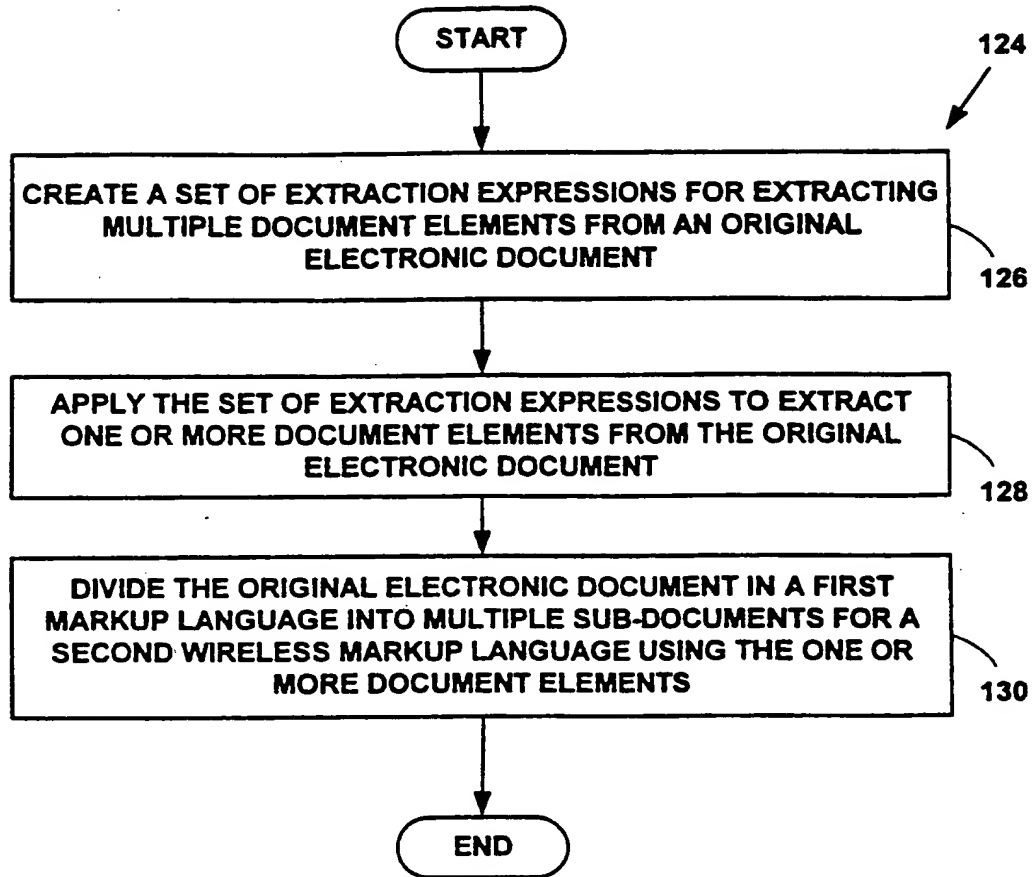 START
124
CREATE A SET OF EXTRACTION EXPRESSIONS FOR EXTRACTING
MULTIPLE DOCUMENT ELEMENTS FROM AN ORIGINAL
ELECTRONIC DOCUMENT
126
APPLY THE SET OF EXTRACTION EXPRESSIONS TO EXTRACT
ONE OR MORE DOCUMENT ELEMENTS FROM THE ORIGINAL
ELECTRONIC DOCUMENT
128
DIVIDE THE ORIGINAL ELECTRONIC DOCUMENT IN A FIRST
MARKUP LANGUAGE INTO MULTIPLE SUB-DOCUMENTS FOR A
SECOND WIRELESS MARKUP LANGUAGE USING THE ONE OR
MORE DOCUMENT ELEMENTS
130
END